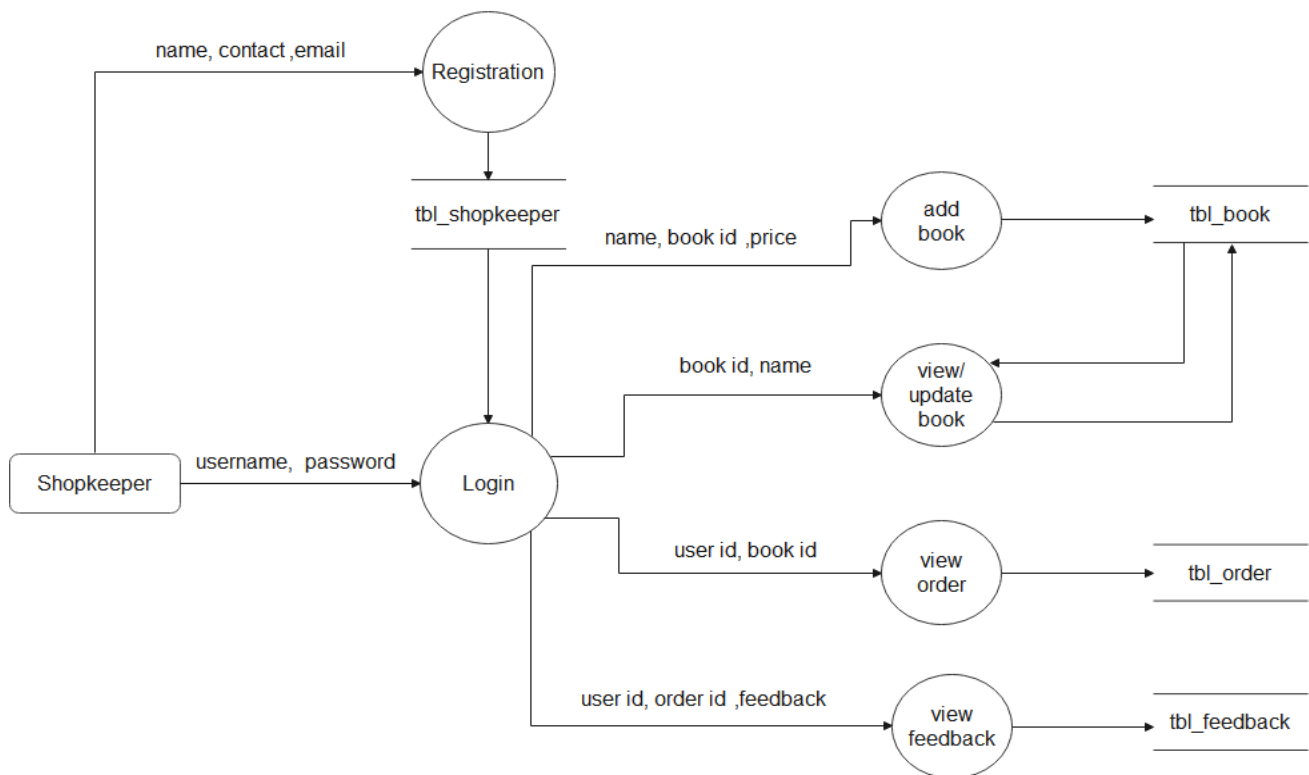 name, contact ,email
Registration
tbl_shopkeeper
add
book
tbl_book
name, book id ,price
book id, name
view/
update
book
username,  password
Shopkeeper
Login
user id, book id
view
order
tbl_order
user id, order id ,feedback
view
feedback
tbl_feedback